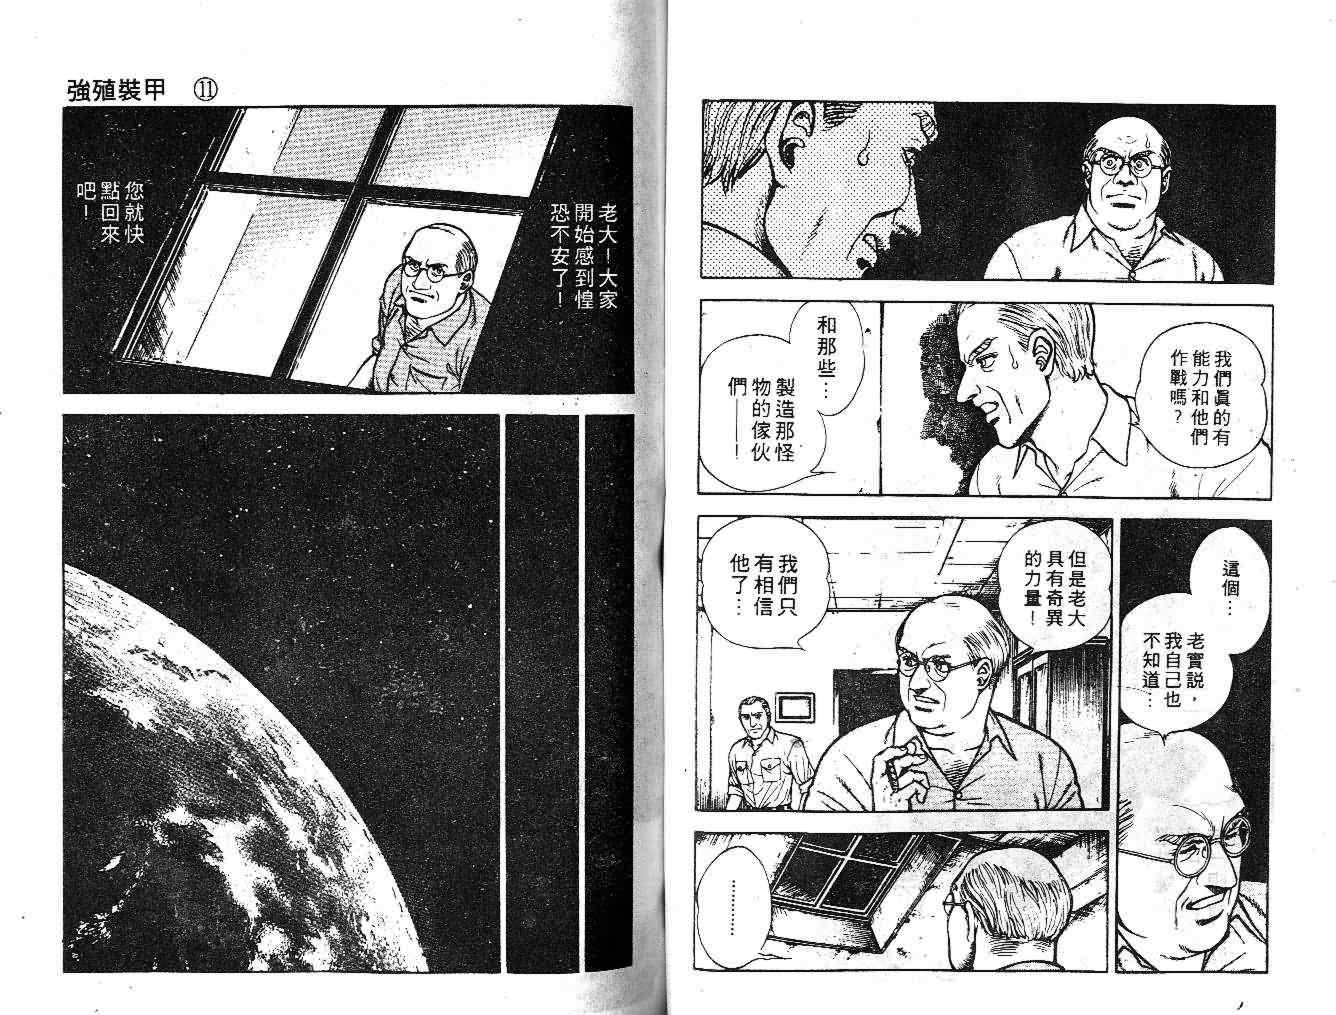 我們真的有
能力和他們
作戰嗎？
和那些…
製造那怪
物的傢伙
們——！
這個…
老實説，
我自己也
不知道…
但是老大
具有奇異
的力量！
我們只
有相信
他了…
…………
強殖裝甲 ⑪
老大！大家
開始感到惶
恐不安了！
您就快
點回來
吧！